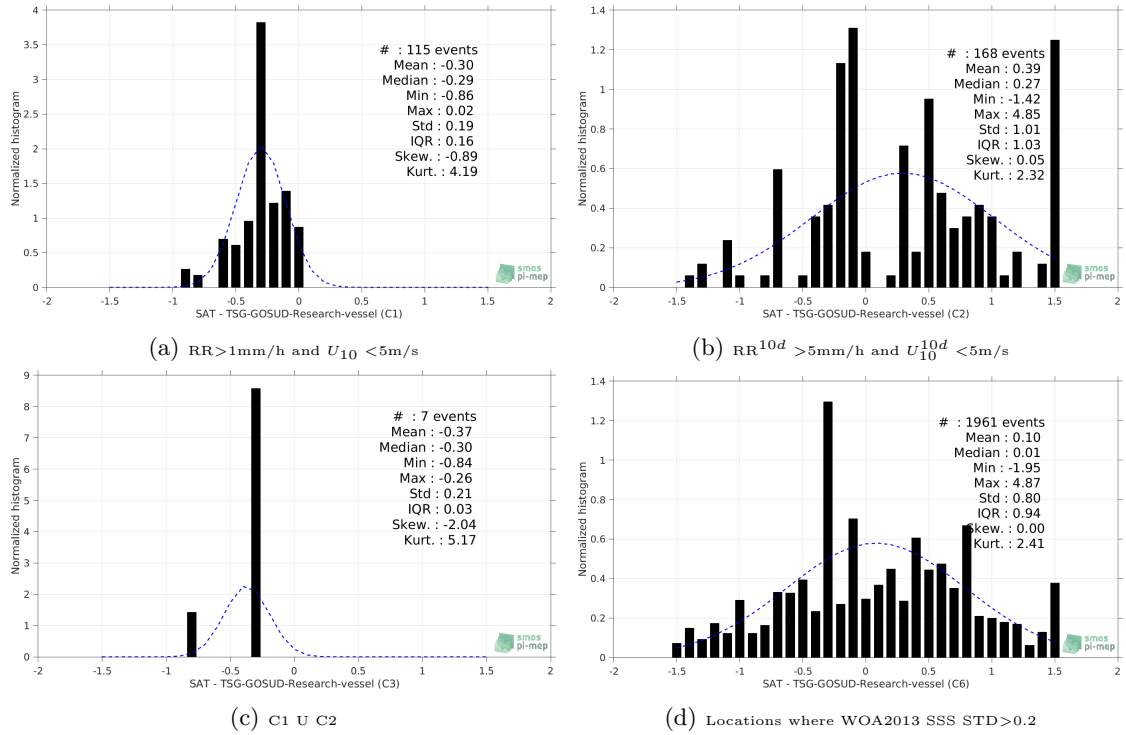 4
3.5
3
2.5
2
1.5
1
0.5
0
Normalized histogram
# : 115 events
Mean : -0.30
Median : -0.29
Min : -0.86
Max : 0.02
Std : 0.19
IQR : 0.16
Skew. : -0.89
Kurt. : 4.19
smos
pi-mep
-2 -1.5 -1 -0.5 0 0.5 1 1.5 2
SAT - TSG-GOSUD-Research-vessel (C1)
(a) RR>1mm/h and U10 <5m/s
1.4
1.2
1
0.8
0.6
0.4
0.2
0
Normalized histogram
# : 168 events
Mean : 0.39
Median : 0.27
Min : -1.42
Max : 4.85
Std : 1.01
IQR : 1.03
Skew. : 0.05
Kurt. : 2.32
smos
pi-mep
-2 -1.5 -1 -0.5 0 0.5 1 1.5 2
SAT - TSG-GOSUD-Research-vessel (C2)
(b) RR^10d >5mm/h and U10^10d <5m/s
9
8
7
6
5
4
3
2
1
0
Normalized histogram
# : 7 events
Mean : -0.37
Median : -0.30
Min : -0.84
Max : -0.26
Std : 0.21
IQR : 0.03
Skew. : -2.04
Kurt. : 5.17
smos
pi-mep
-2 -1.5 -1 -0.5 0 0.5 1 1.5 2
SAT - TSG-GOSUD-Research-vessel (C3)
(c) C1 U C2
1.4
1.2
1
0.8
0.6
0.4
0.2
0
Normalized histogram
# : 1961 events
Mean : 0.10
Median : 0.01
Min : -1.95
Max : 4.87
Std : 0.80
IQR : 0.94
Skew. : 0.00
Kurt. : 2.41
smos
pi-mep
-2 -1.5 -1 -0.5 0 0.5 1 1.5 2
SAT - TSG-GOSUD-Research-vessel (C6)
(d) Locations where WOA2013 SSS STD>0.2